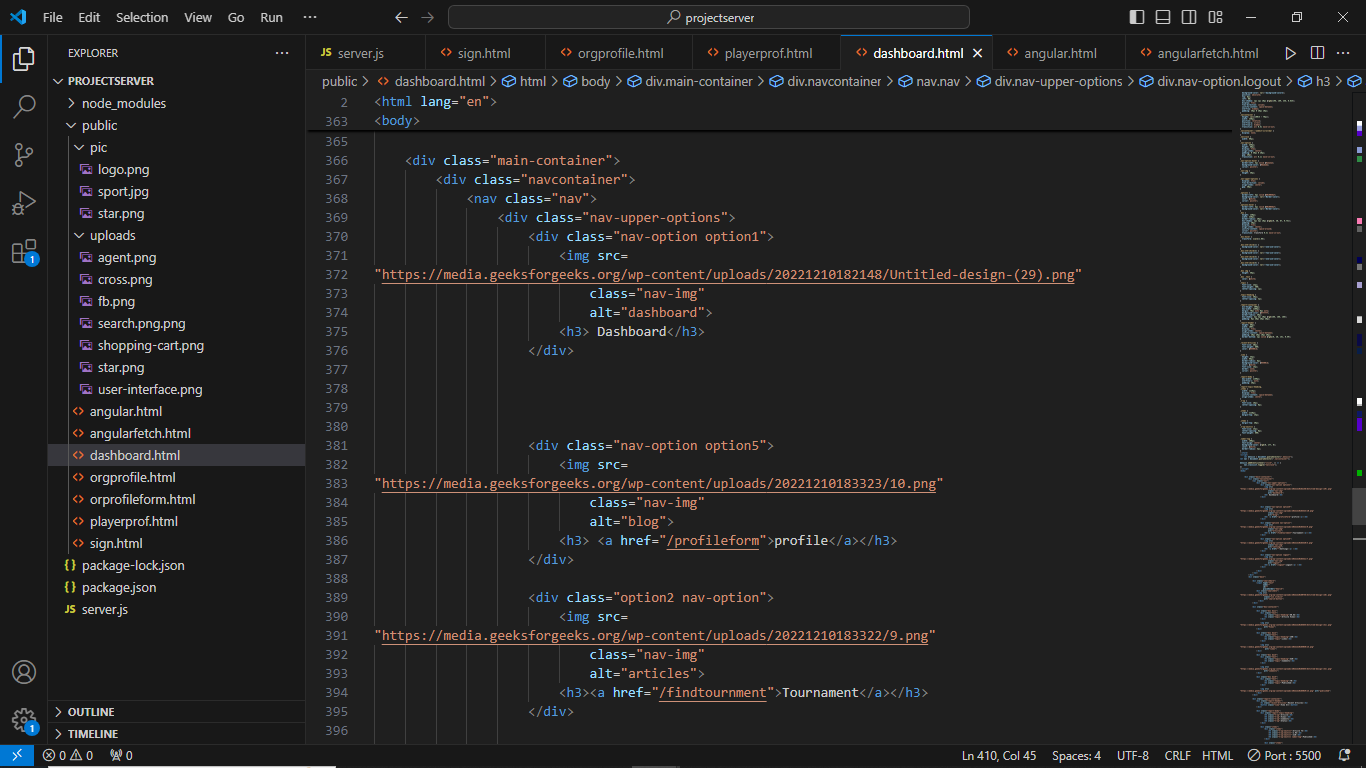 File Edit Selection View Go Run ··· projectserver
EXPLORER ···
PROJECTSERVER
node_modules
public
pic
logo.png
sport.jpg
star.png
uploads
agent.png
cross.png
fb.png
search.png.png
shopping-cart.png
star.png
user-interface.png
angular.html
angularfetch.html
dashboard.html
orgprofile.html
orprofileform.html
playerprof.html
sign.html
{} package-lock.json
{} package.json
JS server.js
OUTLINE
TIMELINE
1
1
JS server.js <> sign.html <> orgprofile.html <> playerprof.html <> dashboard.html <> angular.html <> angularfetch.html ···
public > <> dashboard.html > html > body > div.main-container > div.navcontainer > nav.nav > div.nav-upper-options > div.nav-option.logout > h3 >
2 <html lang="en">
363 <body>
365
366 <div class="main-container">
367 <div class="navcontainer">
368 <nav class="nav">
369 <div class="nav-upper-options">
370 <div class="nav-option option1">
371 <img src=
372 "https://media.geeksforgeeks.org/wp-content/uploads/20221210182148/Untitled-design-(29).png"
373 class="nav-img"
374 alt="dashboard">
375 <h3> Dashboard</h3>
376 </div>
377
378
379
380
381 <div class="nav-option option5">
382 <img src=
383 "https://media.geeksforgeeks.org/wp-content/uploads/20221210183323/10.png"
384 class="nav-img"
385 alt="blog">
386 <h3> <a href="/profileform">profile</a></h3>
387 </div>
388
389 <div class="option2 nav-option">
390 <img src=
391 "https://media.geeksforgeeks.org/wp-content/uploads/20221210183322/9.png"
392 class="nav-img"
393 alt="articles">
394 <h3><a href="/findtournment">Tournament</a></h3>
395 </div>
396
0 0 0 Ln 410, Col 45 Spaces: 4 UTF-8 CRLF HTML Port : 5500